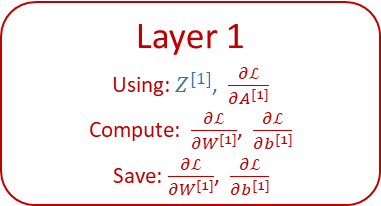 Layer 1
Using: Z^[1], ∂ℒ/∂A^[1]
Compute: ∂ℒ/∂W^[1], ∂ℒ/∂b^[1]
Save: ∂ℒ/∂W^[1], ∂ℒ/∂b^[1]